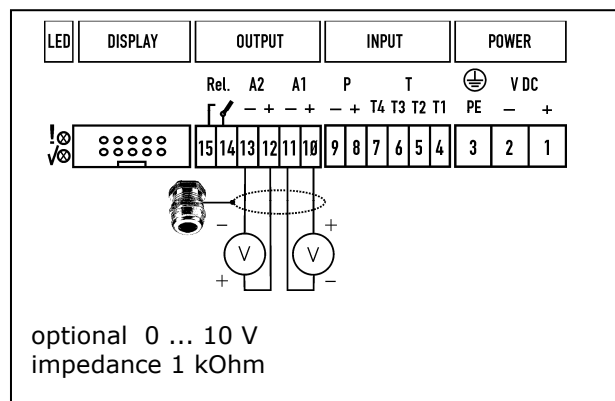 LED DISPLAY OUTPUT INPUT POWER
Rel. A2 A1 P T V DC
– + – + – + T4 T3 T2 T1 PE – +
! 15 14 13 12 11 10 9 8 7 6 5 4 3 2 1
√
– +
V V
+ –
optional 0 ... 10 V
impedance 1 kOhm